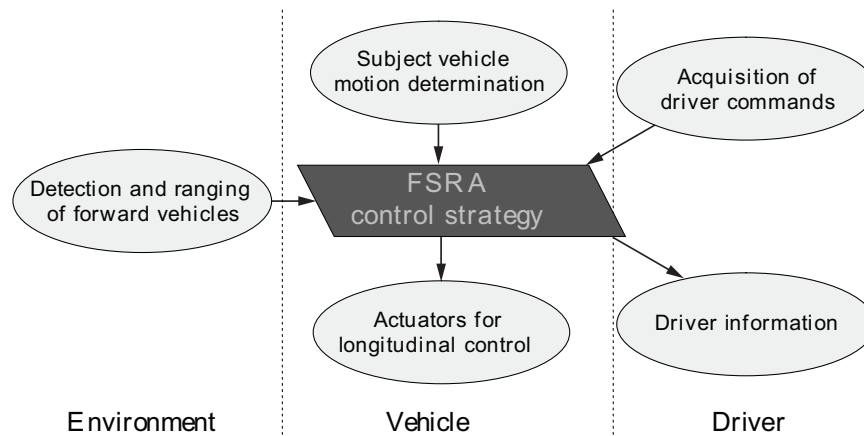 Subject vehicle
motion determination
Acquisition of
driver commands
Detection and ranging
of forward vehicles
FSRA
control strategy
Actuators for
longitudinal control
Driver information
Environment
Vehicle
Driver